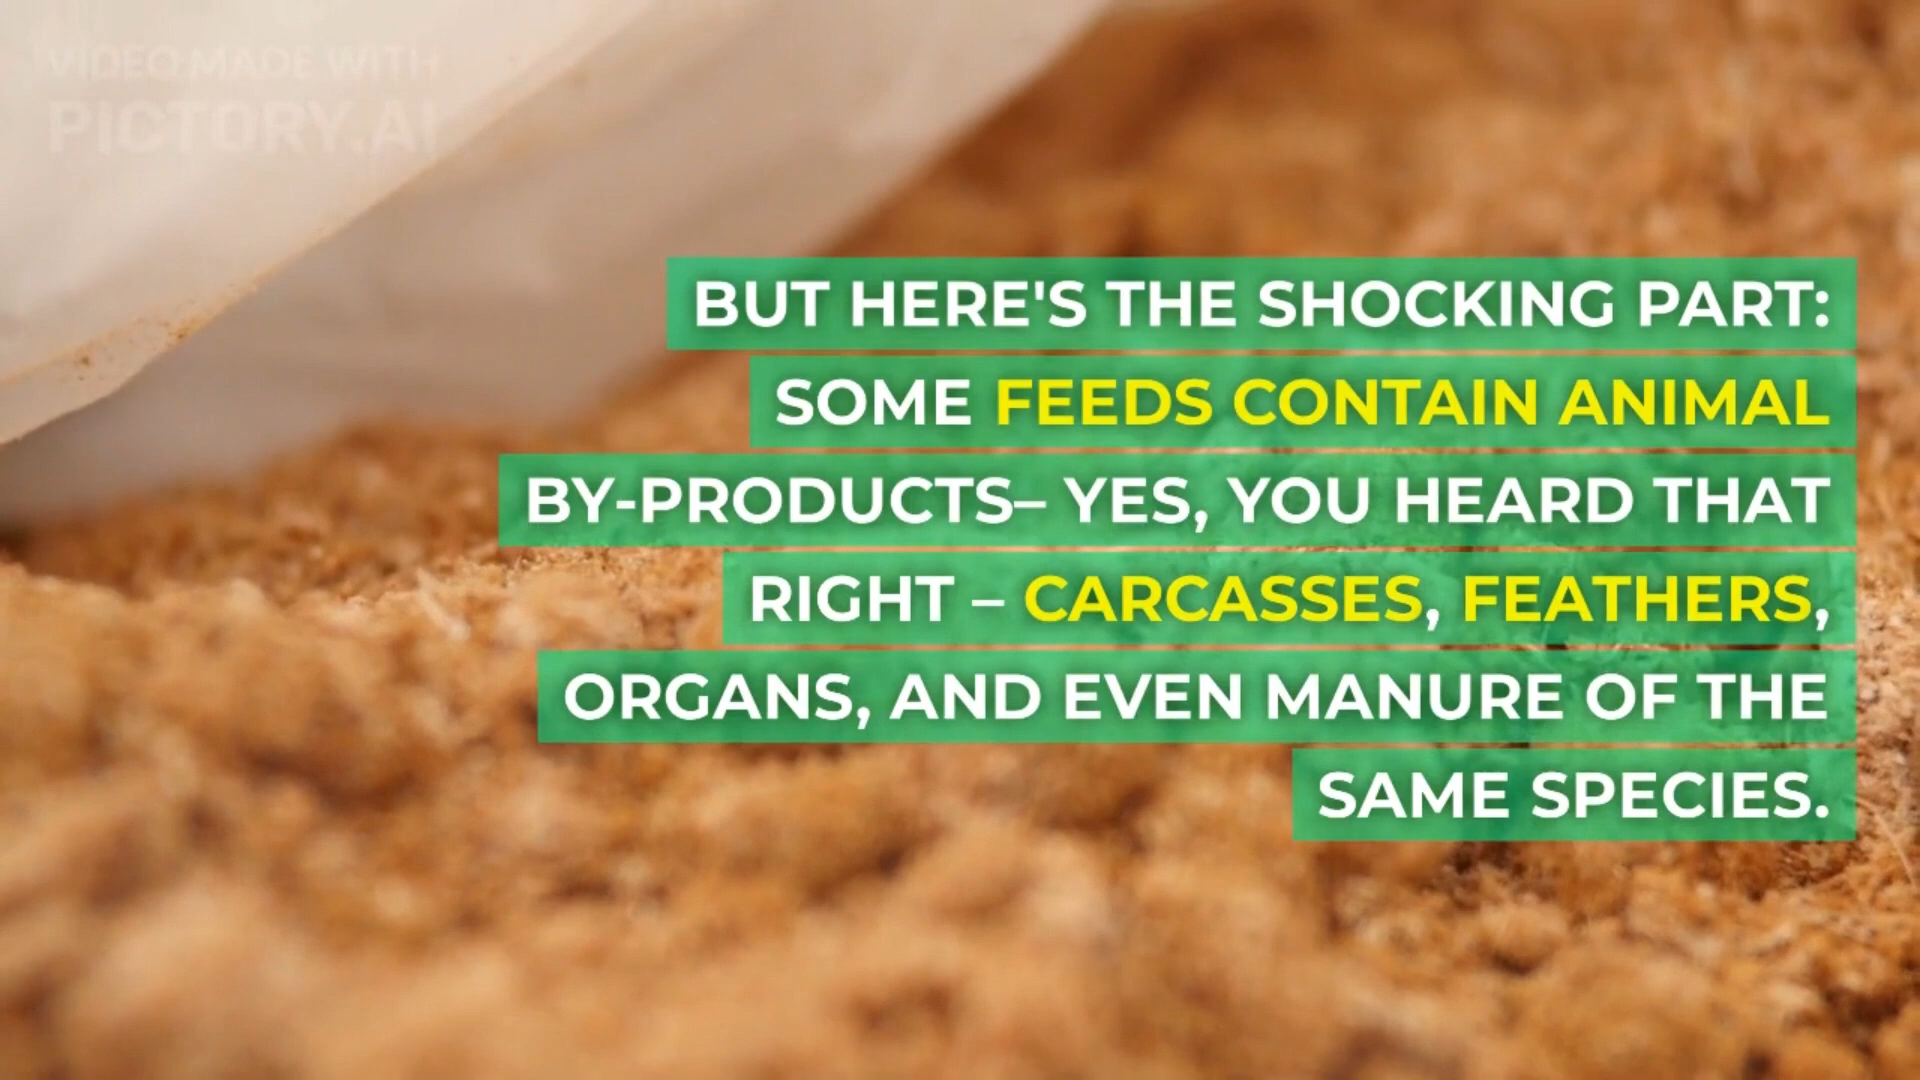 VIDEO MADE WITH
PICTORY.AI
BUT HERE'S THE SHOCKING PART:
SOME FEEDS CONTAIN ANIMAL
BY-PRODUCTS– YES, YOU HEARD THAT
RIGHT – CARCASSES, FEATHERS,
ORGANS, AND EVEN MANURE OF THE
SAME SPECIES.